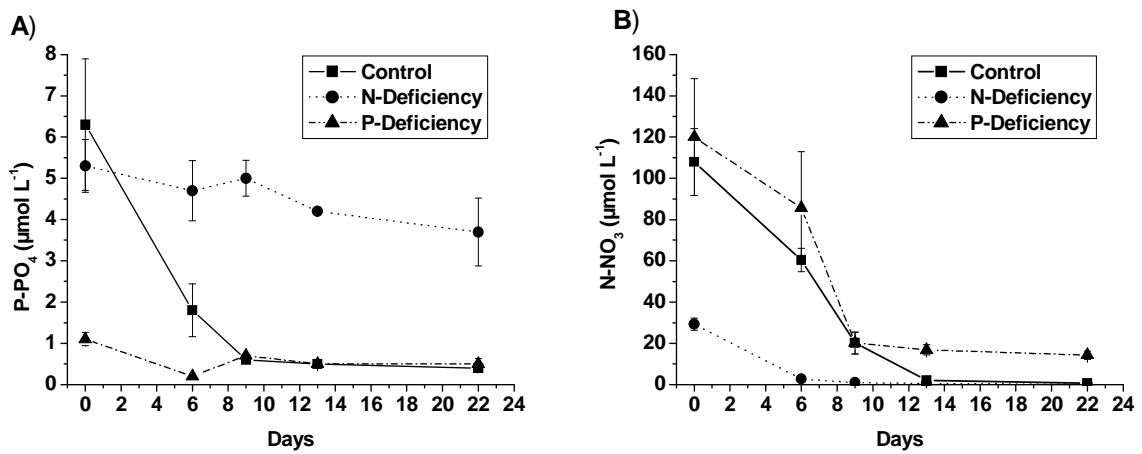 A)
8
7
6
5
4
3
2
1
0
P-PO4 (µmol L-1)
Control
N-Deficiency
P-Deficiency
0 2 4 6 8 10 12 14 16 18 20 22 24
Days
B)
160
140
120
100
80
60
40
20
0
N-NO3 (µmol L-1)
Control
N-Deficiency
P-Deficiency
0 2 4 6 8 10 12 14 16 18 20 22 24
Days